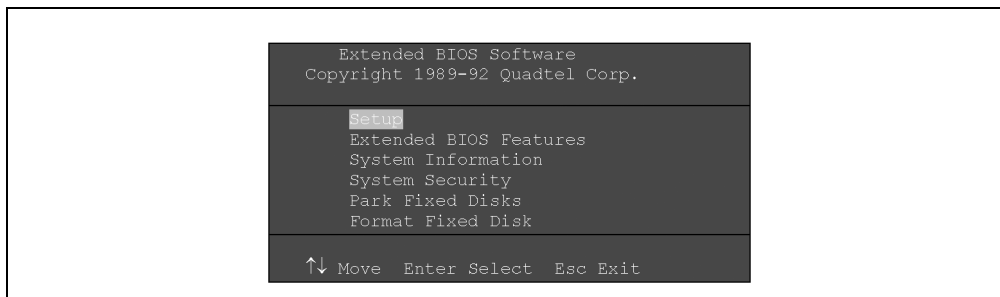 Extended BIOS Software
Copyright 1989-92 Quadtel Corp.
Setup
Extended BIOS Features
System Information
System Security
Park Fixed Disks
Format Fixed Disk
↑↓ Move Enter Select Esc Exit